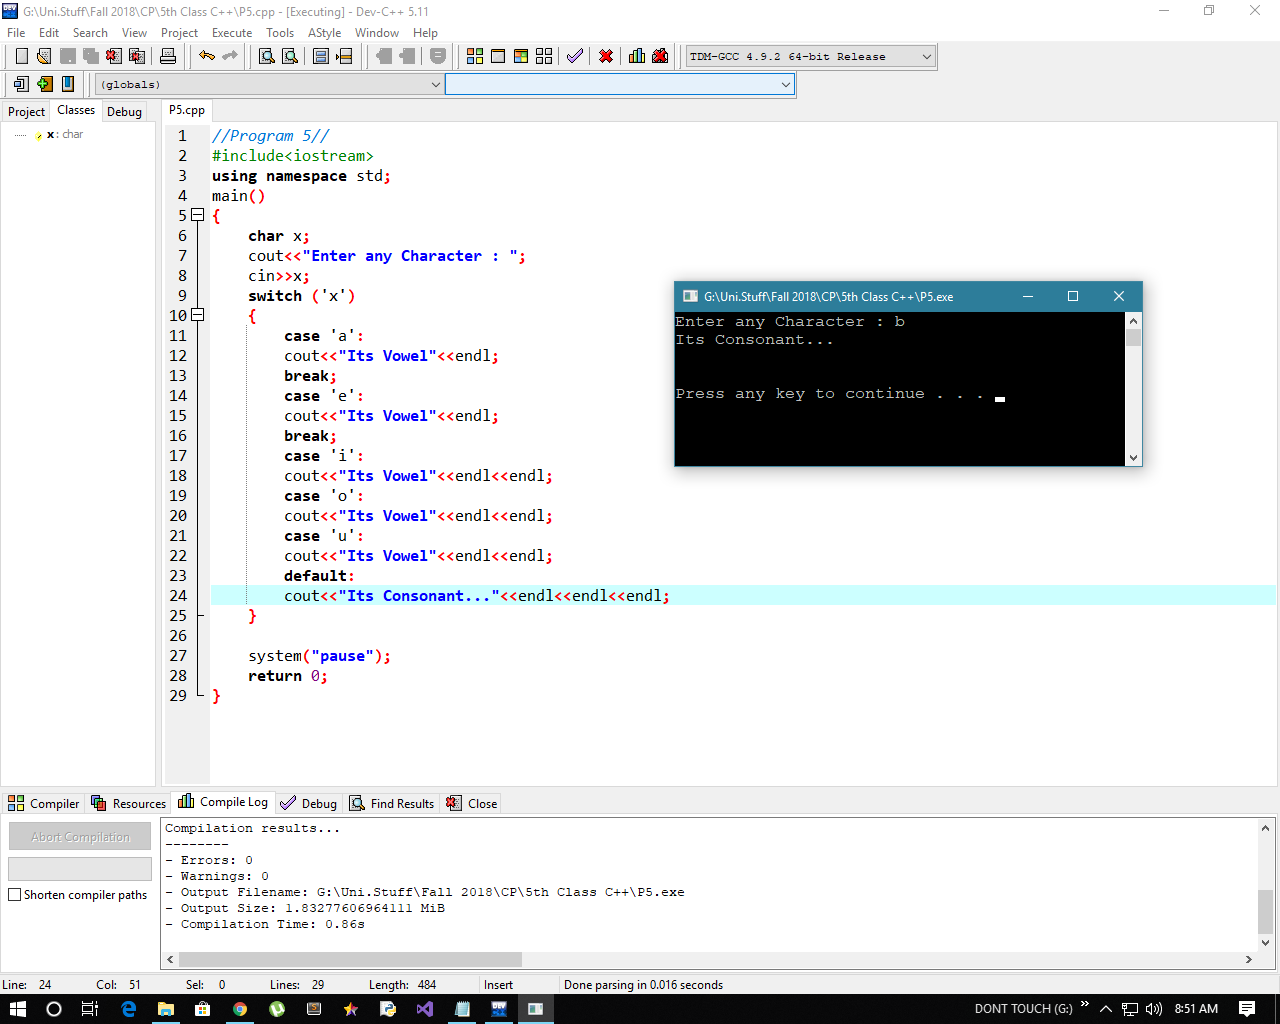 G:\Uni.Stuff\Fall 2018\CP\5th Class C++\P5.cpp - [Executing] - Dev-C++ 5.11
File Edit Search View Project Execute Tools AStyle Window Help
TDM-GCC 4.9.2 64-bit Release
(globals)
Project Classes Debug P5.cpp
x : char
1 //Program 5//
2 #include<iostream>
3 using namespace std;
4 main()
5 {
6 char x;
7 cout<<"Enter any Character : ";
8 cin>>x;
9 switch ('x')
10 {
11 case 'a':
12 cout<<"Its Vowel"<<endl;
13 break;
14 case 'e':
15 cout<<"Its Vowel"<<endl;
16 break;
17 case 'i':
18 cout<<"Its Vowel"<<endl<<endl;
19 case 'o':
20 cout<<"Its Vowel"<<endl<<endl;
21 case 'u':
22 cout<<"Its Vowel"<<endl<<endl;
23 default:
24 cout<<"Its Consonant..."<<endl<<endl<<endl;
25 }
26
27 system("pause");
28 return 0;
29 }
G:\Uni.Stuff\Fall 2018\CP\5th Class C++\P5.exe
Enter any Character : b
Its Consonant...
Press any key to continue . . .
Compiler Resources Compile Log Debug Find Results Close
Abort Compilation
Shorten compiler paths
Compilation results...
--------
- Errors: 0
- Warnings: 0
- Output Filename: G:\Uni.Stuff\Fall 2018\CP\5th Class C++\P5.exe
- Output Size: 1.83277606964111 MiB
- Compilation Time: 0.86s
Line: 24 Col: 51 Sel: 0 Lines: 29 Length: 484 Insert Done parsing in 0.016 seconds
DONT TOUCH (G:) 8:51 AM